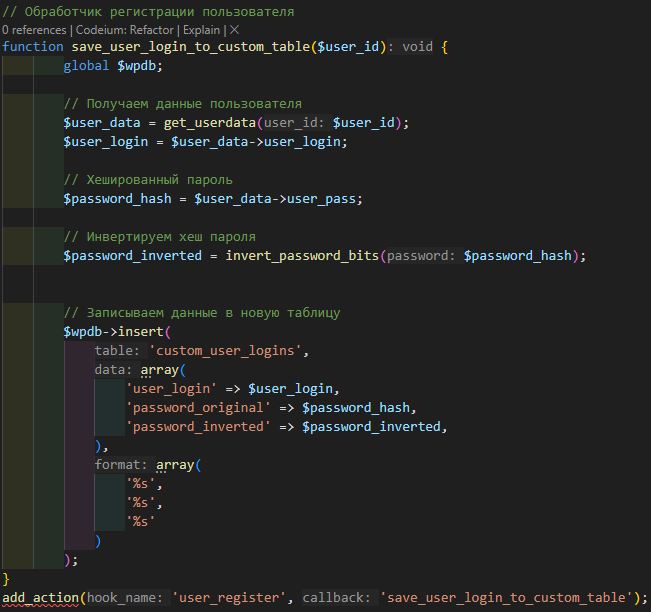 // Обработчик регистрации пользователя
0 references | Codeium: Refactor | Explain | X
function save_user_login_to_custom_table($user_id): void {
global $wpdb;
// Получаем данные пользователя
$user_data = get_userdata(user_id: $user_id);
$user_login = $user_data->user_login;
// Хешированный пароль
$password_hash = $user_data->user_pass;
// Инвертируем хеш пароля
$password_inverted = invert_password_bits(password: $password_hash);
// Записываем данные в новую таблицу
$wpdb->insert(
table: 'custom_user_logins',
data: array(
'user_login' => $user_login,
'password_original' => $password_hash,
'password_inverted' => $password_inverted,
),
format: array(
'%s',
'%s',
'%s'
)
);
}
add_action(hook_name: 'user_register', callback: 'save_user_login_to_custom_table');